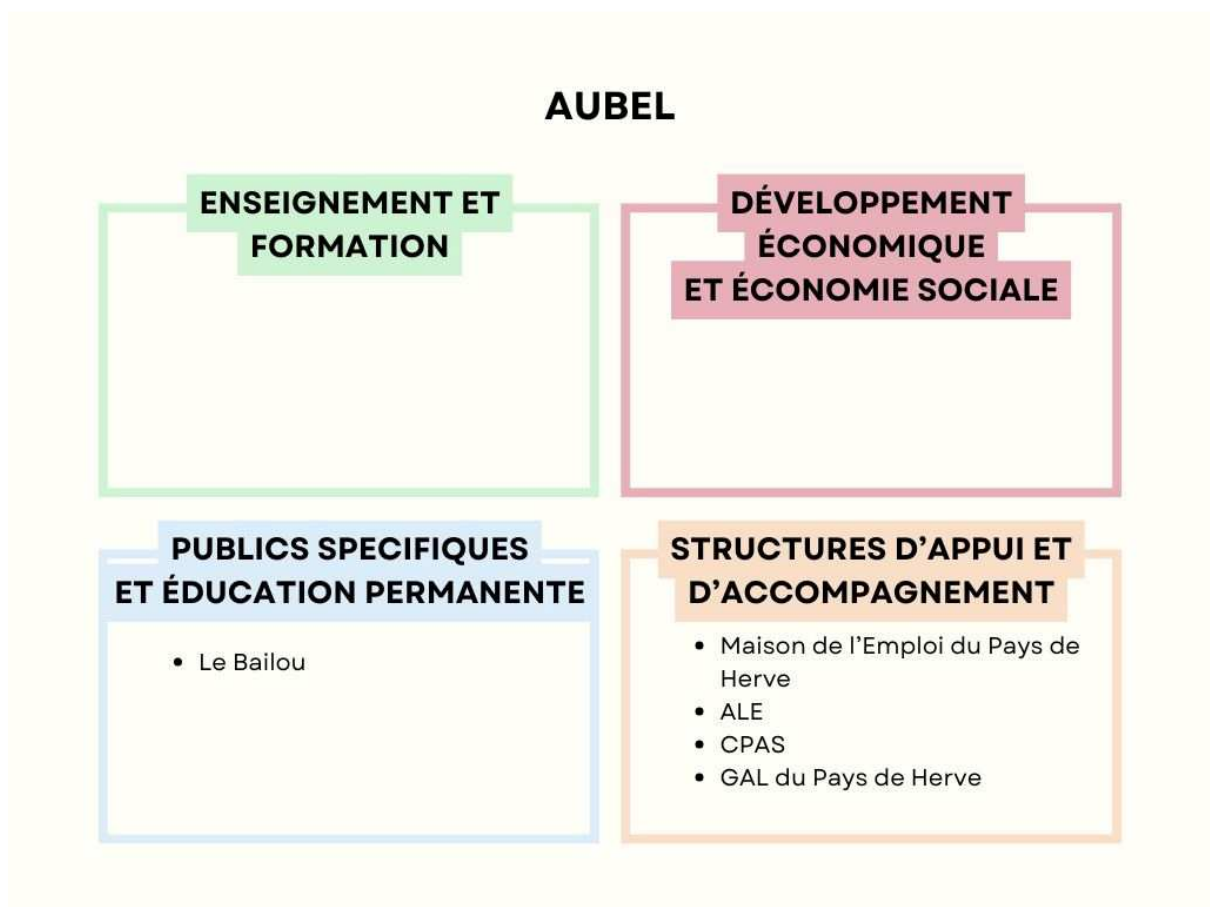 AUBEL
ENSEIGNEMENT ET
FORMATION
DÉVELOPPEMENT
ÉCONOMIQUE
ET ÉCONOMIE SOCIALE
PUBLICS SPECIFIQUES
ET ÉDUCATION PERMANENTE
• Le Bailou
STRUCTURES D’APPUI ET
D’ACCOMPAGNEMENT
• Maison de l’Emploi du Pays de
Herve
• ALE
• CPAS
• GAL du Pays de Herve